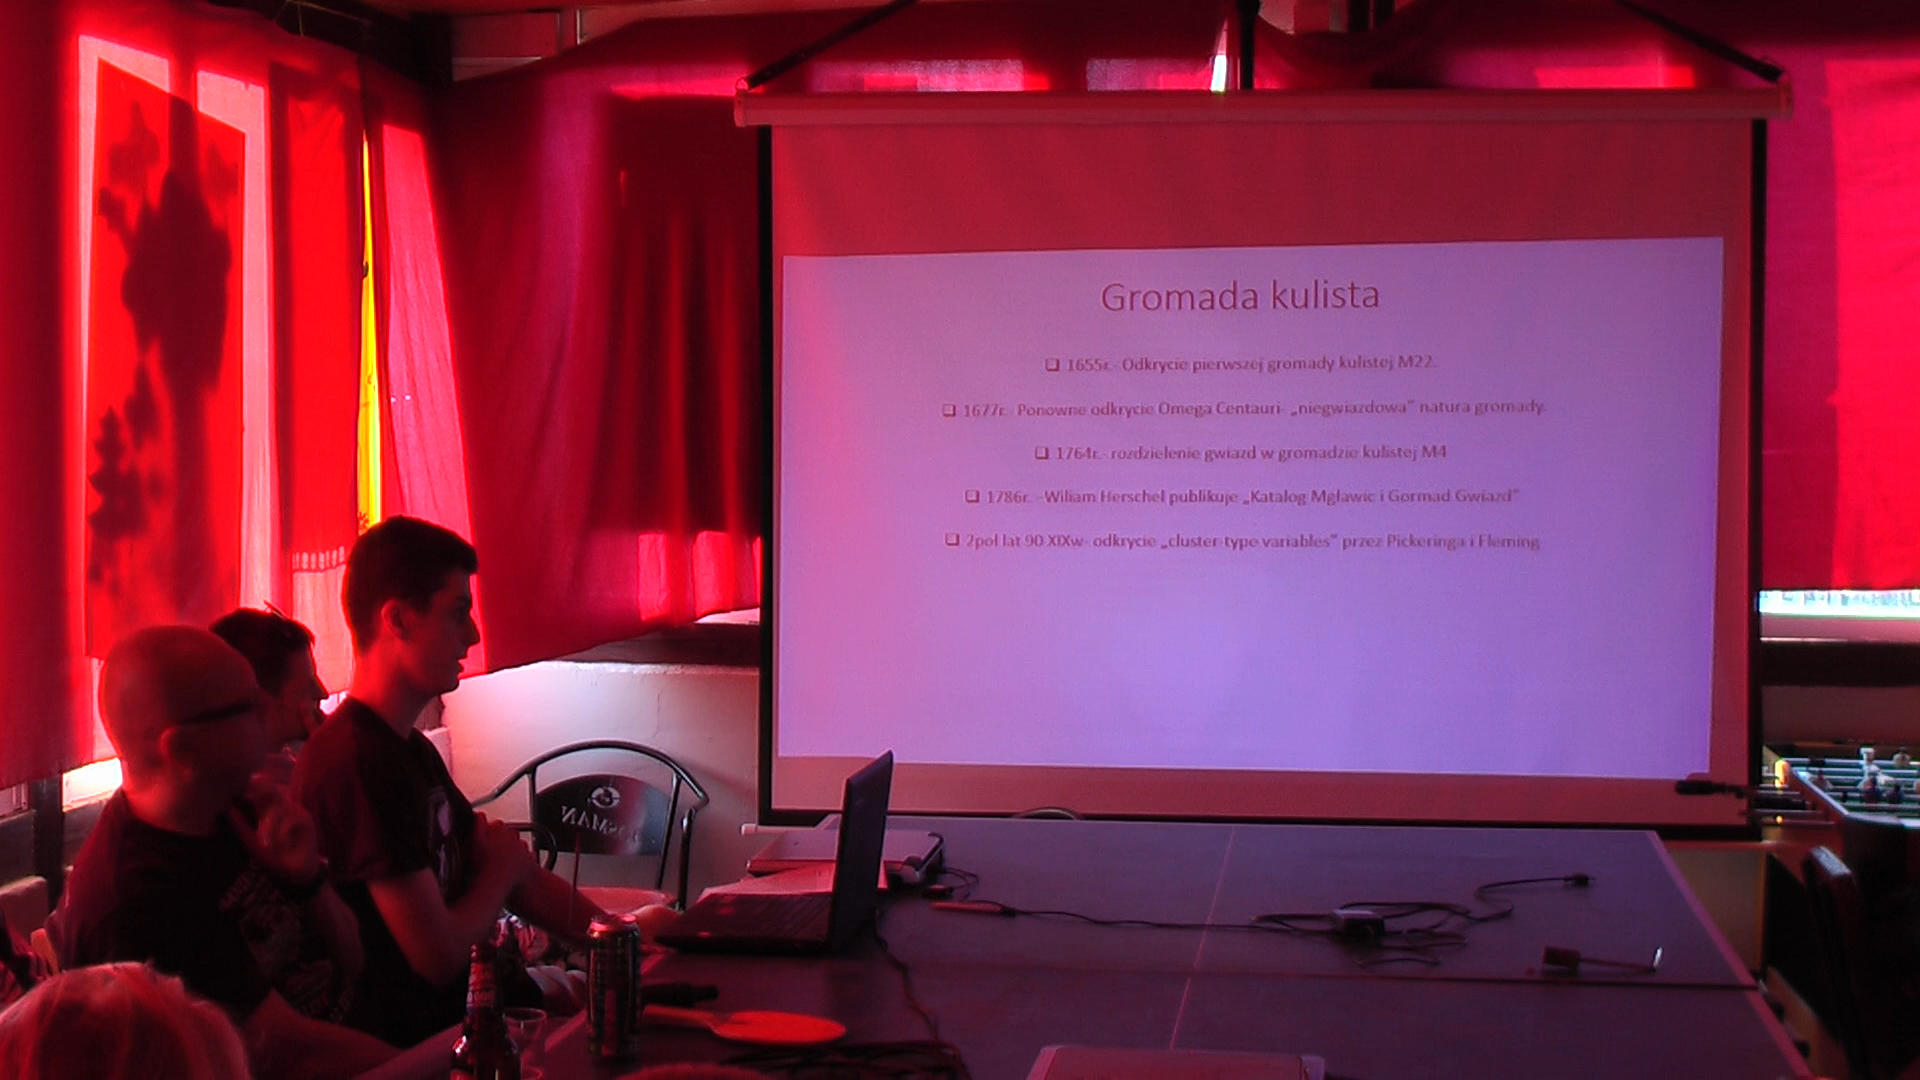 Gromada kulista
❑ 1655r.- Odkrycie pierwszej gromady kulistej M22.
❑ 1677r.- Ponowne odkrycie Omega Centauri- „niegwiazdowa” natura gromady.
❑ 1764r.- rozdzielenie gwiazd w gromadzie kulistej M4
❑ 1786r. –Wiliam Herschel publikuje „Katalog Mgławic i Gormad Gwiazd”
❑ 2poł lat 90 XIXw- odkrycie „cluster-type variables” przez Pickeringa i Fleming